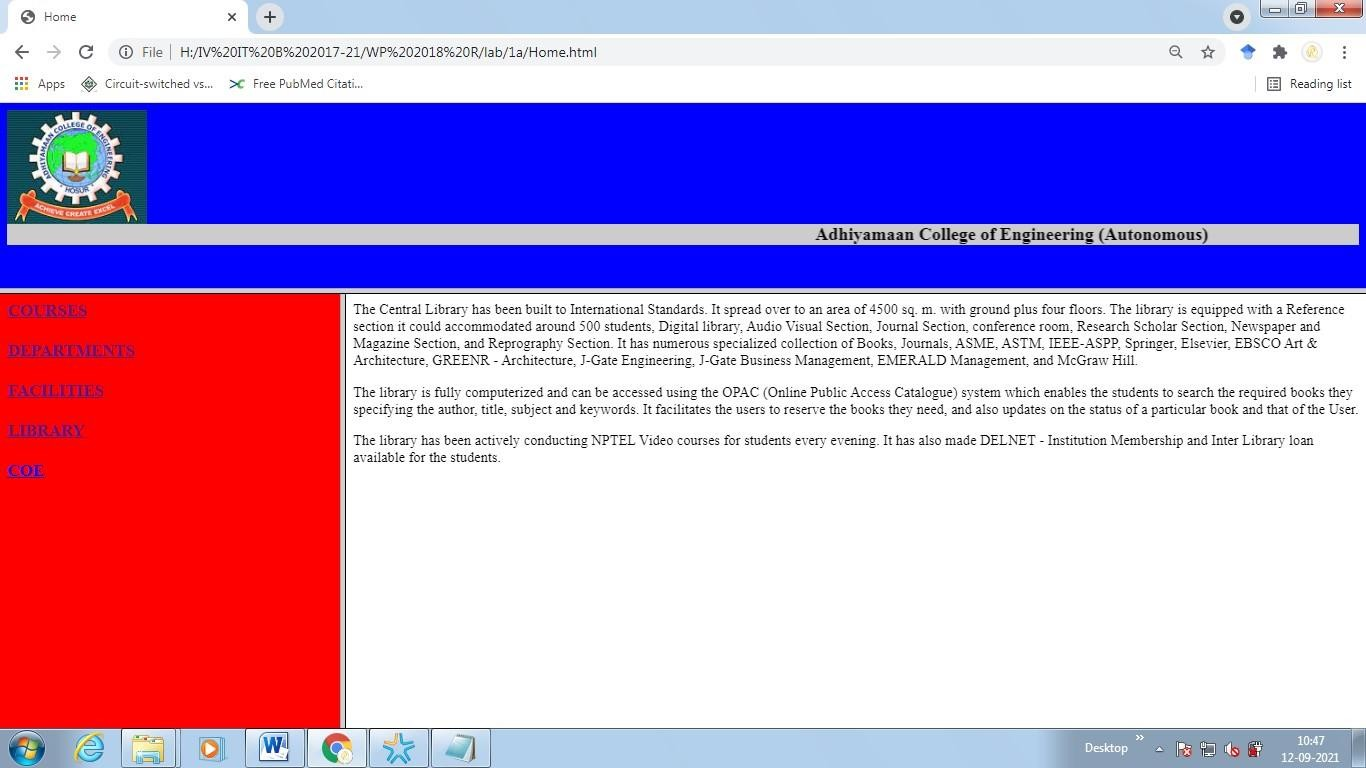 Home
File
H:/IV%20IT%20B%202017-21/WP%202018%20R/lab/1a/Home.html
Apps
Circuit-switched vs...
Free PubMed Citati...
Reading list
ADHIYAMAAN COLLEGE OF ENGINEERING
HOSUR
ACHIEVE CREATE EXCEL
Adhiyamaan College of Engineering (Autonomous)
COURSES
DEPARTMENTS
FACILITIES
LIBRARY
COE
The Central Library has been built to International Standards. It spread over to an area of 4500 sq. m. with ground plus four floors. The library is equipped with a Reference
section it could accommodated around 500 students, Digital library, Audio Visual Section, Journal Section, conference room, Research Scholar Section, Newspaper and
Magazine Section, and Reprography Section. It has numerous specialized collection of Books, Journals, ASME, ASTM, IEEE-ASPP, Springer, Elsevier, EBSCO Art &
Architecture, GREENR - Architecture, J-Gate Engineering, J-Gate Business Management, EMERALD Management, and McGraw Hill.
The library is fully computerized and can be accessed using the OPAC (Online Public Access Catalogue) system which enables the students to search the required books they
specifying the author, title, subject and keywords. It facilitates the users to reserve the books they need, and also updates on the status of a particular book and that of the User.
The library has been actively conducting NPTEL Video courses for students every evening. It has also made DELNET - Institution Membership and Inter Library loan
available for the students.
Desktop
10:47
12-09-2021